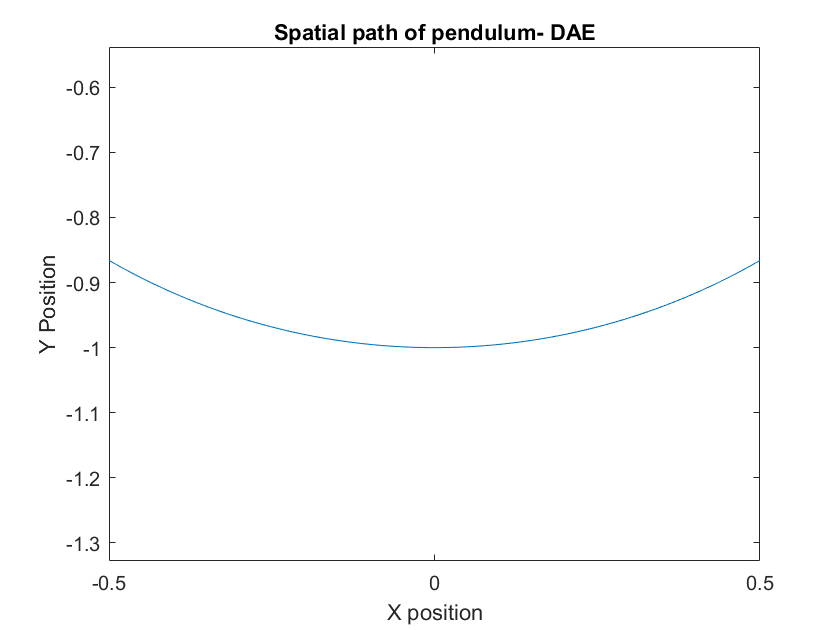 Spatial path of pendulum- DAE
-0.6
-0.7
-0.8
-0.9
-1
-1.1
-1.2
-1.3
Y Position
-0.5 0 0.5
X position